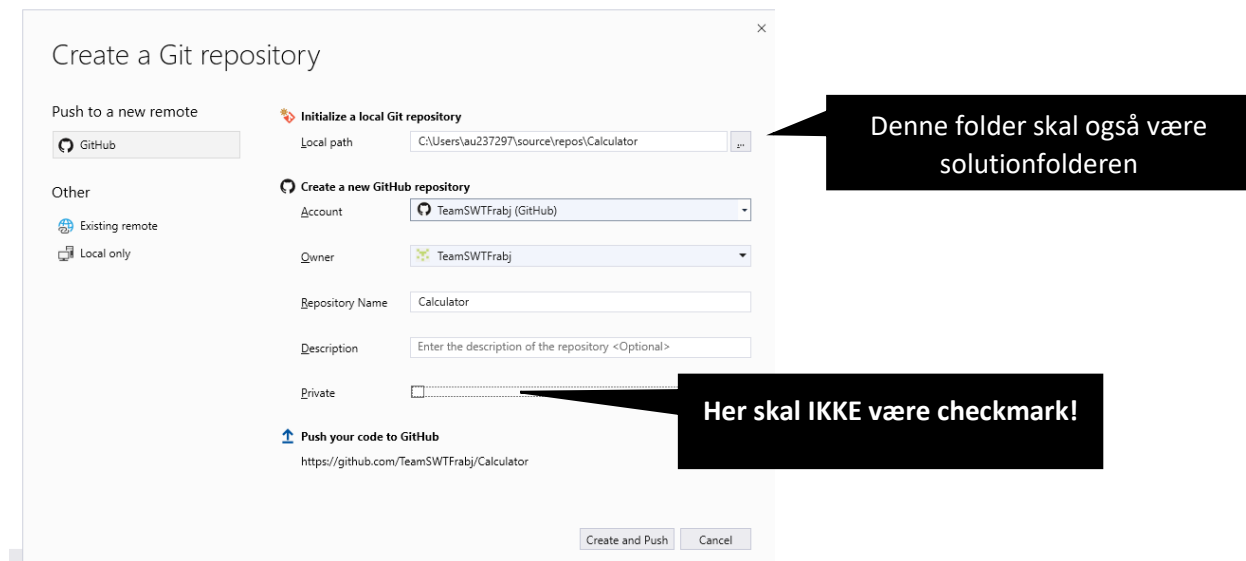 Create a Git repository
Push to a new remote
GitHub
Other
Existing remote
Local only
Initialize a local Git repository
Local path C:\Users\au237297\source\repos\Calculator ...
Create a new GitHub repository
Account TeamSWTFrabj (GitHub)
Owner TeamSWTFrabj
Repository Name Calculator
Description Enter the description of the repository <Optional>
Private
Push your code to GitHub
https://github.com/TeamSWTFrabj/Calculator
Create and Push Cancel
Denne folder skal også være
solutionfolderen
Her skal IKKE være checkmark!